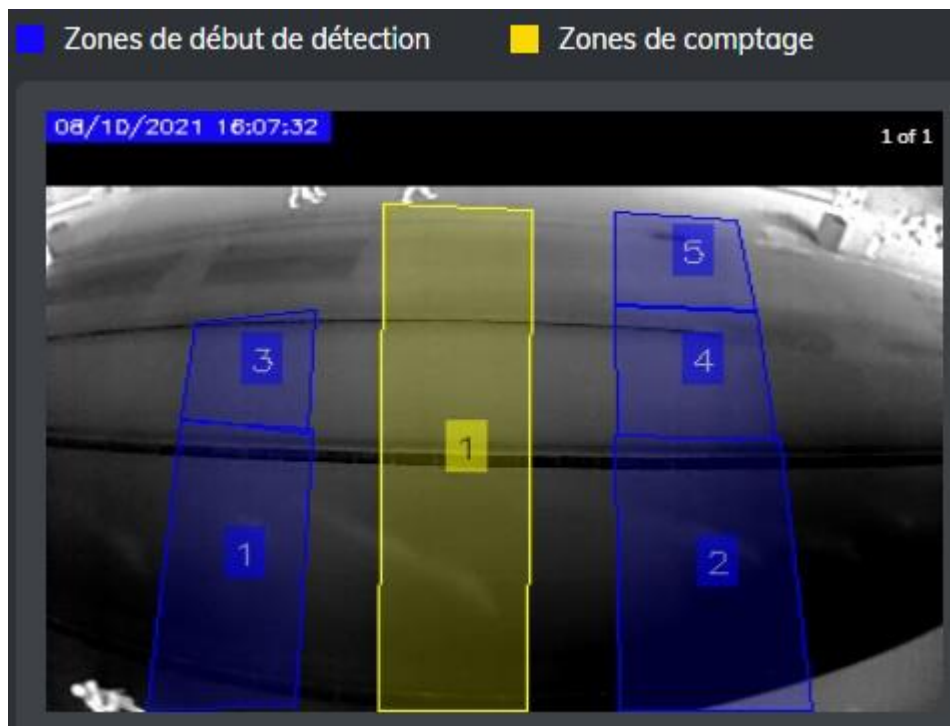 Zones de début de détection
Zones de comptage
08/10/2021 16:07:32
1 of 1
5
3
4
1
1
2